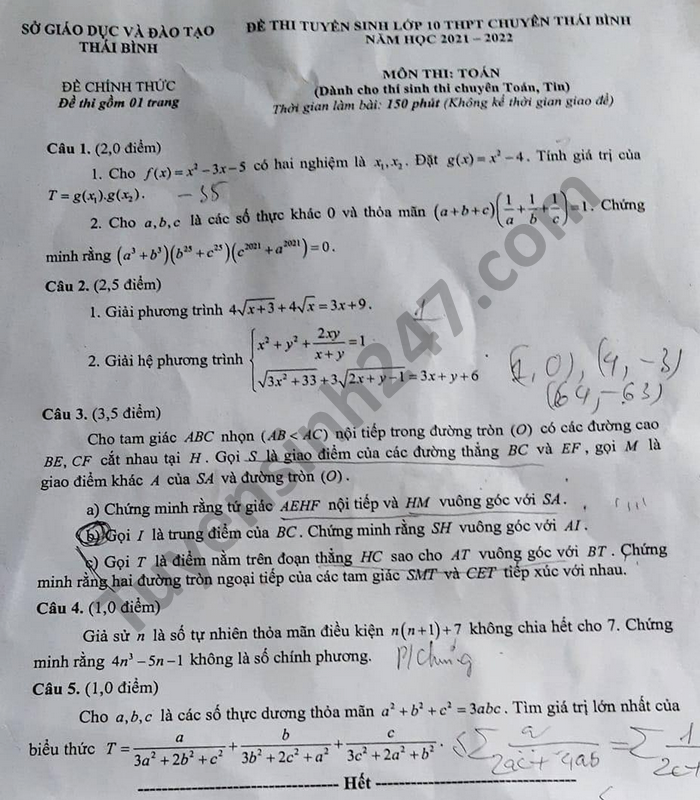 SỞ GIÁO DỤC VÀ ĐÀO TẠO
THÁI BÌNH
ĐỀ THI TUYỂN SINH LỚP 10 THPT CHUYÊN THÁI BÌNH
NĂM HỌC 2021 – 2022
ĐỀ CHÍNH THỨC
Đề thi gồm 01 trang
MÔN THI: TOÁN
(Dành cho thí sinh thi chuyên Toán, Tin)
Thời gian làm bài: 150 phút (Không kể thời gian giao đề)
Câu 1. (2,0 điểm)
1. Cho f(x) = x² − 3x − 5 có hai nghiệm là x₁, x₂. Đặt g(x) = x² − 4. Tính giá trị của
T = g(x₁).g(x₂). −55
2. Cho a, b, c là các số thực khác 0 và thỏa mãn (a+b+c)(1/a + 1/b + 1/c) = 1. Chứng
minh rằng (a³ + b³)(b²⁵ + c²⁵)(c²⁰²¹ + a²⁰²¹) = 0.
Câu 2. (2,5 điểm)
1. Giải phương trình 4√(x+3) + 4√x = 3x + 9. 1
2. Giải hệ phương trình { x² + y² + 2xy/(x+y) = 1
√(3x² + 33) + 3√(2x + y − 1) = 3x + y + 6
(1, 0), (4, −3)
(64, −63)
Câu 3. (3,5 điểm)
Cho tam giác ABC nhọn (AB < AC) nội tiếp trong đường tròn (O) có các đường cao
BE, CF cắt nhau tại H. Gọi S là giao điểm của các đường thẳng BC và EF, gọi M là
giao điểm khác A của SA và đường tròn (O).
a) Chứng minh rằng tứ giác AEHF nội tiếp và HM vuông góc với SA.
b) Gọi I là trung điểm của BC. Chứng minh rằng SH vuông góc với AI.
c) Gọi T là điểm nằm trên đoạn thẳng HC sao cho AT vuông góc với BT. Chứng
minh rằng hai đường tròn ngoại tiếp của các tam giác SMT và CET tiếp xúc với nhau.
Câu 4. (1,0 điểm)
Giả sử n là số tự nhiên thỏa mãn điều kiện n(n+1)+7 không chia hết cho 7. Chứng
minh rằng 4n³ − 5n − 1 không là số chính phương. P/Chứng
Câu 5. (1,0 điểm)
Cho a, b, c là các số thực dương thỏa mãn a² + b² + c² = 3abc. Tìm giá trị lớn nhất của
biểu thức T = a/(3a² + 2b² + c²) + b/(3b² + 2c² + a²) + c/(3c² + 2a² + b²). ≤ Σ a/(2ac + 4ab) = Σ
Hết
tuyensinh247.com